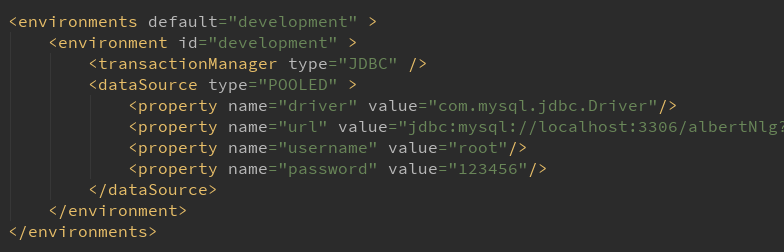 <environments default="development" >
<environment id="development" >
<transactionManager type="JDBC" />
<dataSource type="POOLED" >
<property name="driver" value="com.mysql.jdbc.Driver"/>
<property name="url" value="jdbc:mysql://localhost:3306/albertNlg?
<property name="username" value="root"/>
<property name="password" value="123456"/>
</dataSource>
</environment>
</environments>